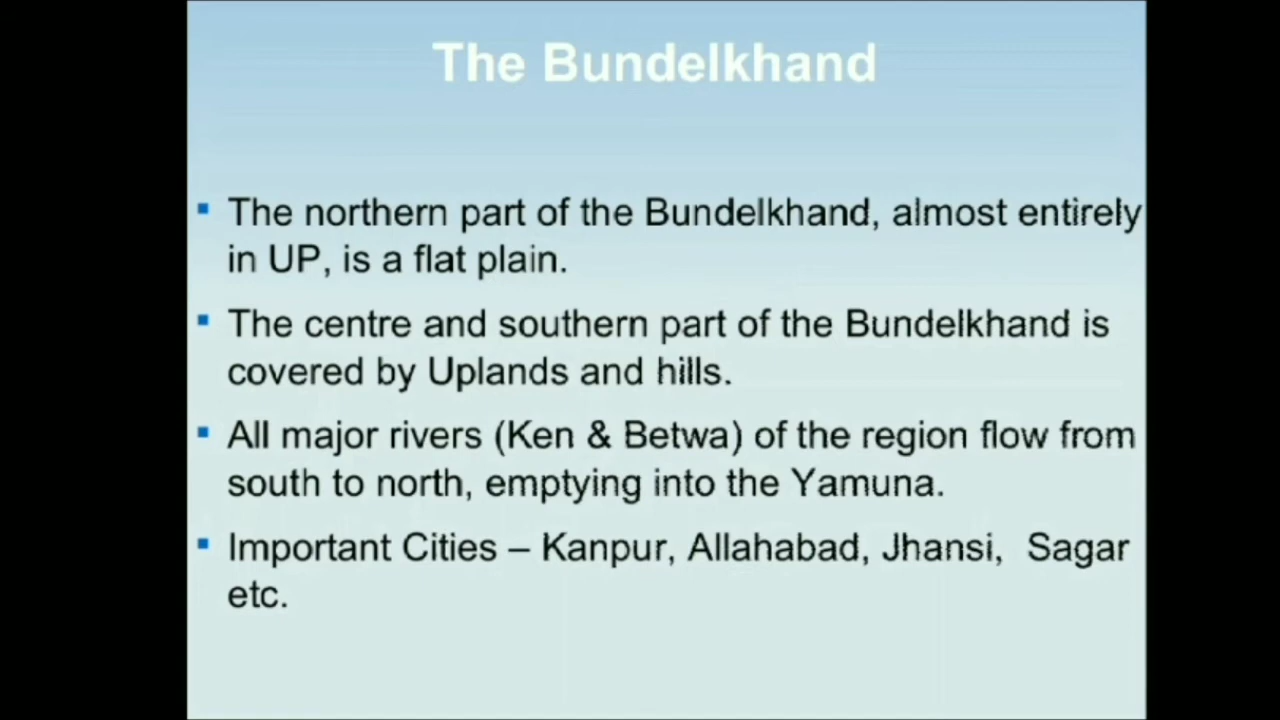 The Bundelkhand
▪ The northern part of the Bundelkhand, almost entirely
in UP, is a flat plain.
▪ The centre and southern part of the Bundelkhand is
covered by Uplands and hills.
▪ All major rivers (Ken & Betwa) of the region flow from
south to north, emptying into the Yamuna.
▪ Important Cities – Kanpur, Allahabad, Jhansi,  Sagar
etc.